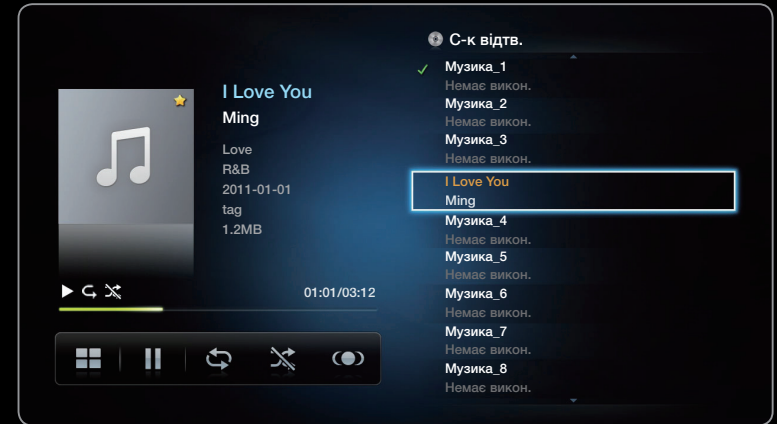 I Love You
Ming
Love
R&B
2011-01-01
tag
1.2MB
01:01/03:12
С-к відтв.
Музика_1
Немає викон.
Музика_2
Немає викон.
Музика_3
Немає викон.
I Love You
Ming
Музика_4
Немає викон.
Музика_5
Немає викон.
Музика_6
Немає викон.
Музика_7
Немає викон.
Музика_8
Немає викон.